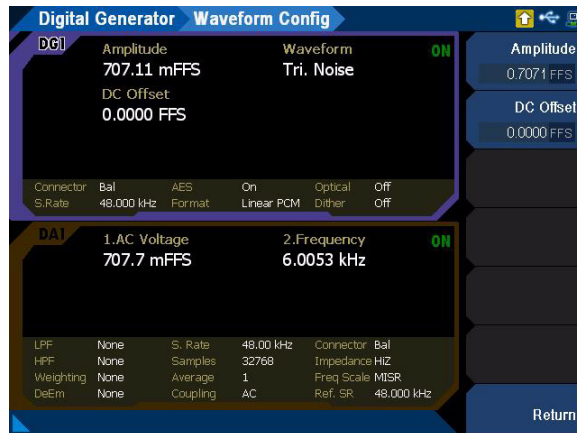 Digital Generator Waveform Config
DG1
Amplitude Waveform ON
707.11 mFFS Tri. Noise
DC Offset
0.0000 FFS
Connector Bal AES On Optical Off
S.Rate 48.000 kHz Format Linear PCM Dither Off
DA1
1.AC Voltage 2.Frequency ON
707.7 mFFS 6.0053 kHz
LPF None S. Rate 48.00 kHz Connector Bal
HPF None Samples 32768 Impedance HiZ
Weighting None Average 1 Freq Scale MISR
DeEm None Coupling AC Ref. SR 48.000 kHz
Amplitude
0.7071 FFS
DC Offset
0.0000 FFS
Return